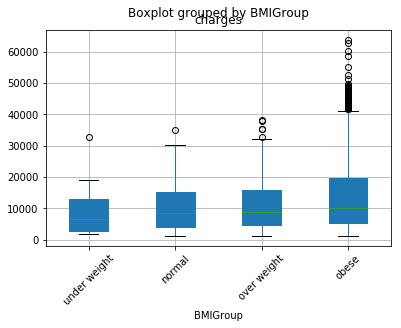 Boxplot grouped by BMIGroup
charges
60000
50000
40000
30000
20000
10000
0
under weight
normal
over weight
obese
BMIGroup